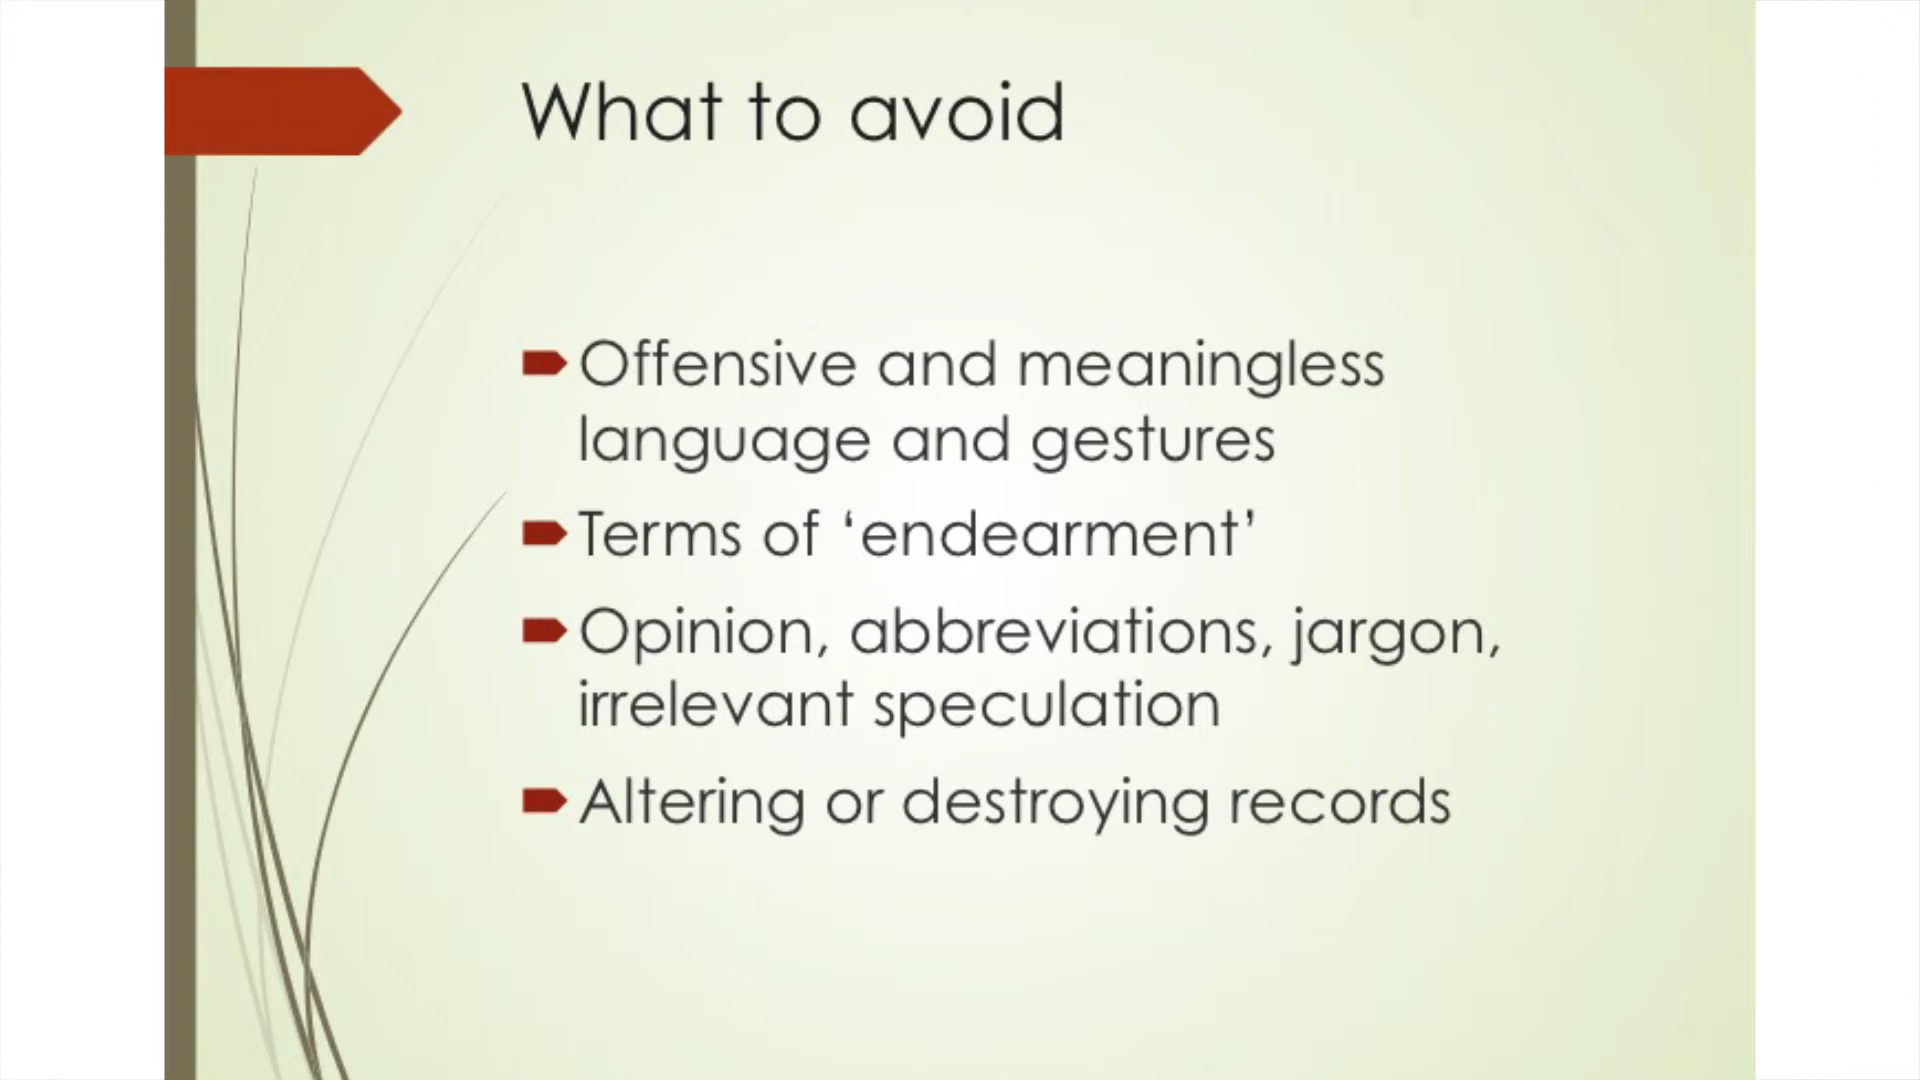 What to avoid
Offensive and meaningless
language and gestures
Terms of ‘endearment’
Opinion, abbreviations, jargon,
irrelevant speculation
Altering or destroying records